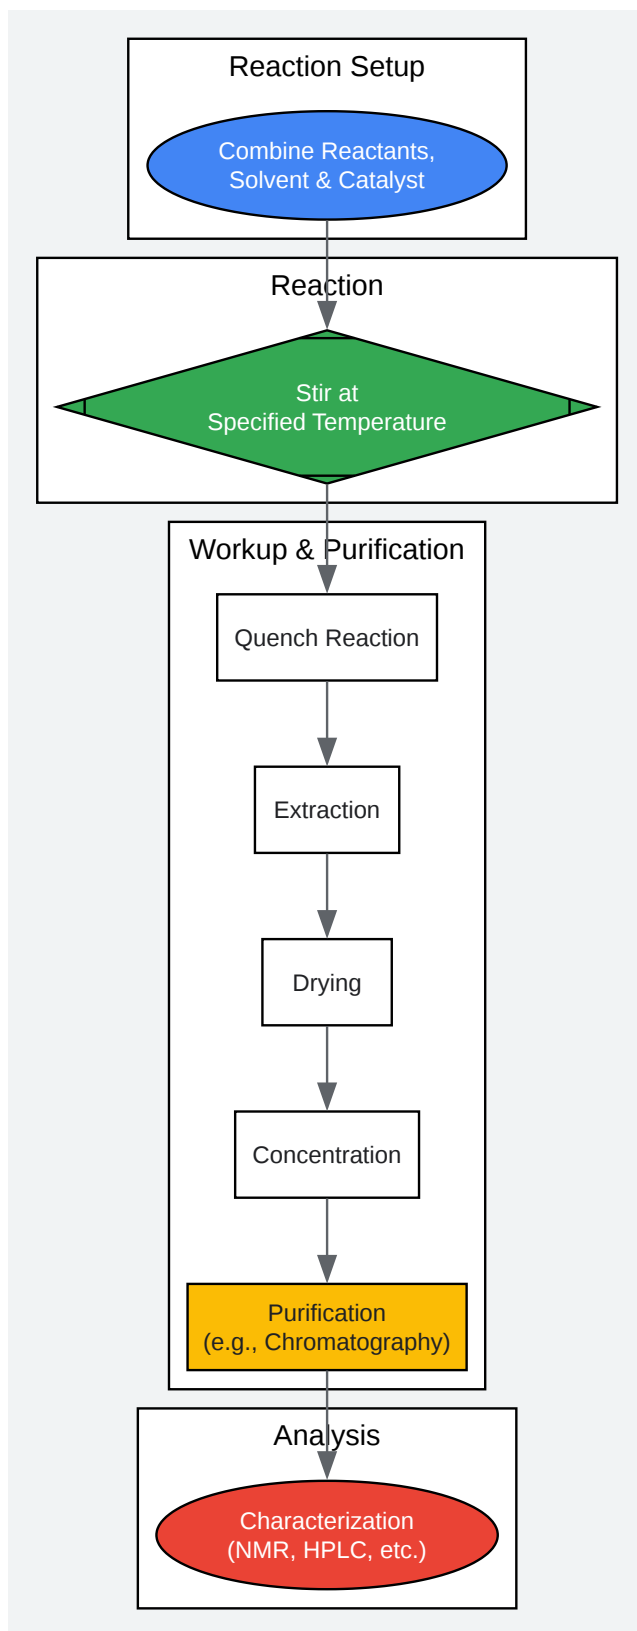 Reaction Setup
Combine Reactants,
Solvent & Catalyst
Reaction
Stir at
Specified Temperature
Workup & Purification
Quench Reaction
Extraction
Drying
Concentration
Purification
(e.g., Chromatography)
Analysis
Characterization
(NMR, HPLC, etc.)